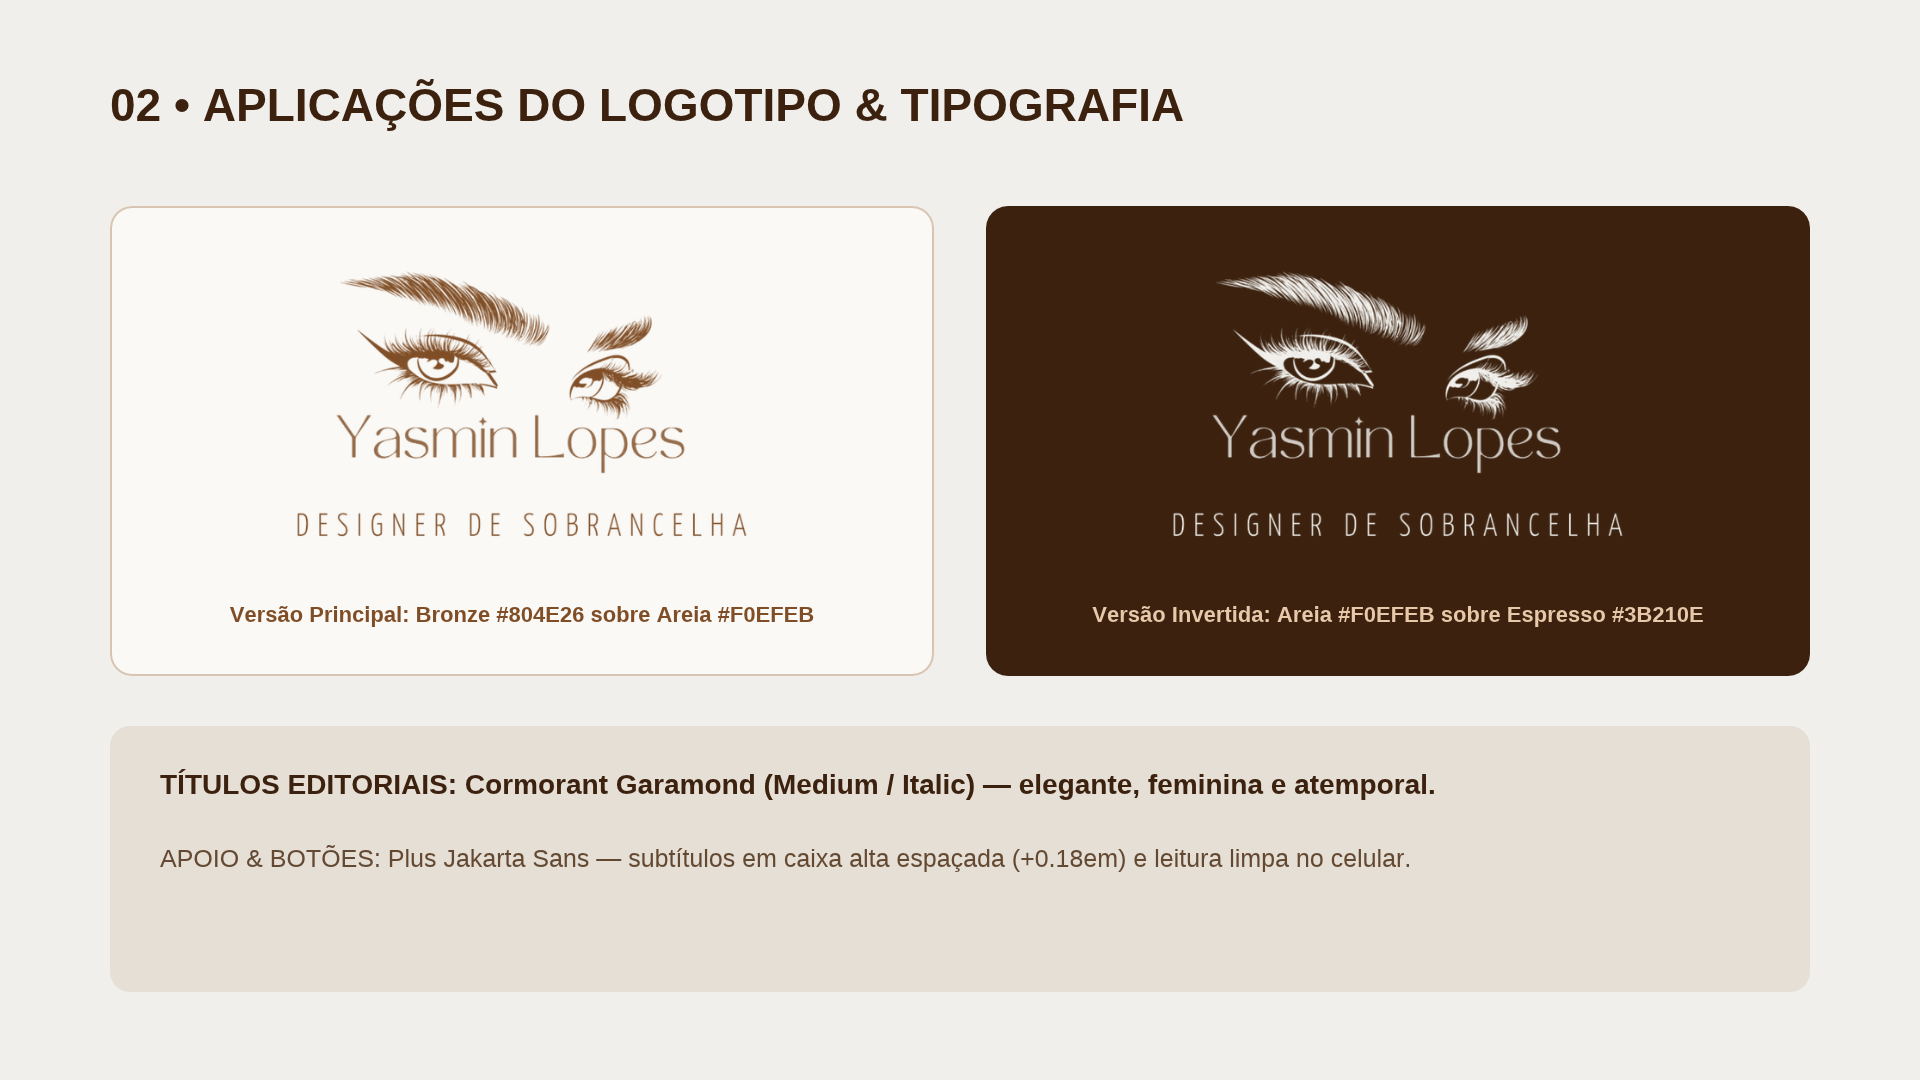 02 • APLICAÇÕES DO LOGOTIPO & TIPOGRAFIA
Yasmin Lopes
DESIGNER DE SOBRANCELHA
Versão Principal: Bronze #804E26 sobre Areia #F0EFEB
Yasmin Lopes
DESIGNER DE SOBRANCELHA
Versão Invertida: Areia #F0EFEB sobre Espresso #3B210E
TÍTULOS EDITORIAIS: Cormorant Garamond (Medium / Italic) — elegante, feminina e atemporal.
APOIO & BOTÕES: Plus Jakarta Sans — subtítulos em caixa alta espaçada (+0.18em) e leitura limpa no celular.